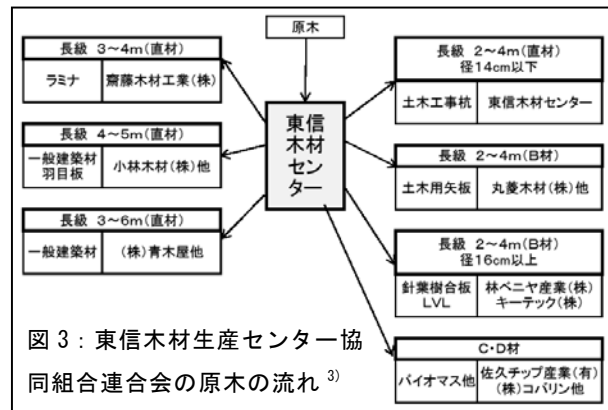 原木
東信
木材
セン
ター
長級 3～4m(直材)
ラミナ
齋藤木材工業(株)
長級 4～5m(直材)
一般建築材
羽目板
小林木材(株)他
長級 3～6m(直材)
一般建築材
(株)青木屋他
長級 2～4m(直材)
径14cm以下
土木工事杭
東信木材センター
長級 2～4m(B材)
土木用矢板
丸菱木材(株)他
長級 2～4m(B材)
径16cm以上
針葉樹合板
LVL
林ベニヤ産業(株)
キーテック(株)
C・D材
バイオマス他
佐久チップ産業(有)
(株)コバリン他
図3：東信木材生産センター協
同組合連合会の原木の流れ 3)